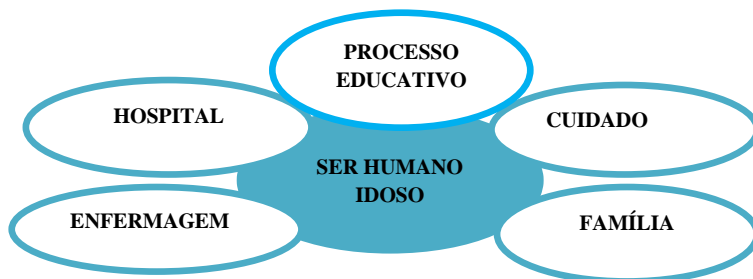 PROCESSO
EDUCATIVO
HOSPITAL
CUIDADO
SER HUMANO
IDOSO
ENFERMAGEM
FAMÍLIA